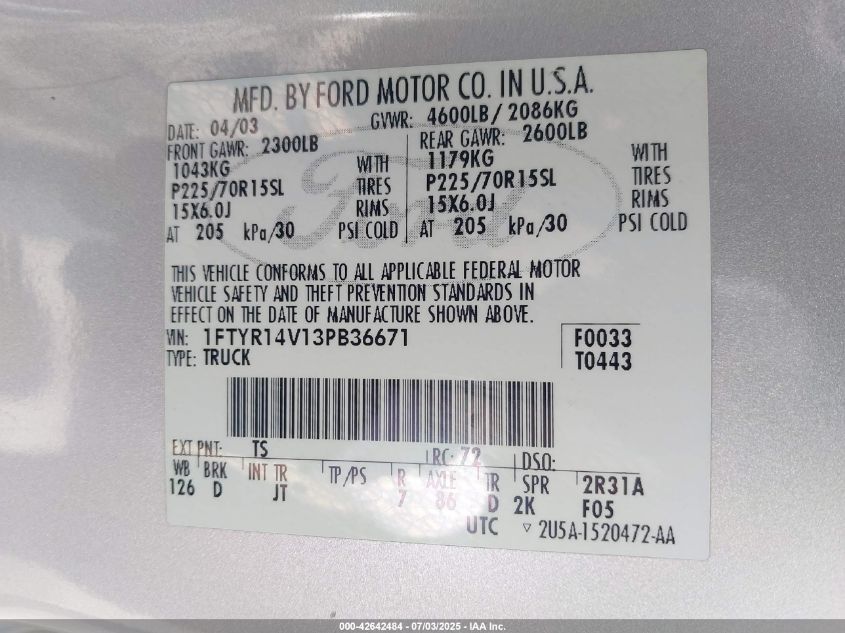 MFD. BY FORD MOTOR CO. IN U.S.A.
DATE: 04/03 GVWR: 4600LB/ 2086KG
FRONT GAWR: 2300LB REAR GAWR: 2600LB
1043KG WITH 1179KG WITH
P225/70R15SL TIRES P225/70R15SL TIRES
15X6.0J RIMS 15X6.0J RIMS
AT 205 kPa/30 PSI COLD AT 205 kPa/30 PSI COLD
Ford
THIS VEHICLE CONFORMS TO ALL APPLICABLE FEDERAL MOTOR
VEHICLE SAFETY AND THEFT PREVENTION STANDARDS IN
EFFECT ON THE DATE OF MANUFACTURE SHOWN ABOVE.
VIN: 1FTYR14V13PB36671 F0033
TYPE: TRUCK T0443
EXT PNT: TS RC: 72 DSO:
WB BRK INT TR TP/PS R AXLE TR SPR 2R31A
126 D JT 7 86 D 2K F05
UTC ▽ 2U5A-1520472-AA
000-42642484 - 07/03/2025 - IAA Inc.